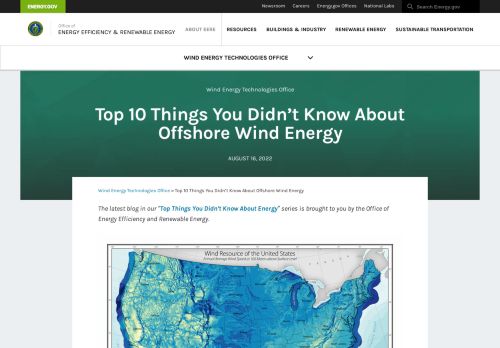 ENERGY.GOV
Newsroom Careers Energy.gov Offices National Labs Search Energy.gov
Office of
ENERGY EFFICIENCY & RENEWABLE ENERGY
ABOUT EERE RESOURCES BUILDINGS & INDUSTRY RENEWABLE ENERGY SUSTAINABLE TRANSPORTATION
WIND ENERGY TECHNOLOGIES OFFICE
Wind Energy Technologies Office
Top 10 Things You Didn't Know About
Offshore Wind Energy
AUGUST 16, 2022
Wind Energy Technologies Office » Top 10 Things You Didn't Know About Offshore Wind Energy
The latest blog in our "Top Things You Didn't Know About Energy" series is brought to you by the Office of
Energy Efficiency and Renewable Energy.
Wind Resource of the United States